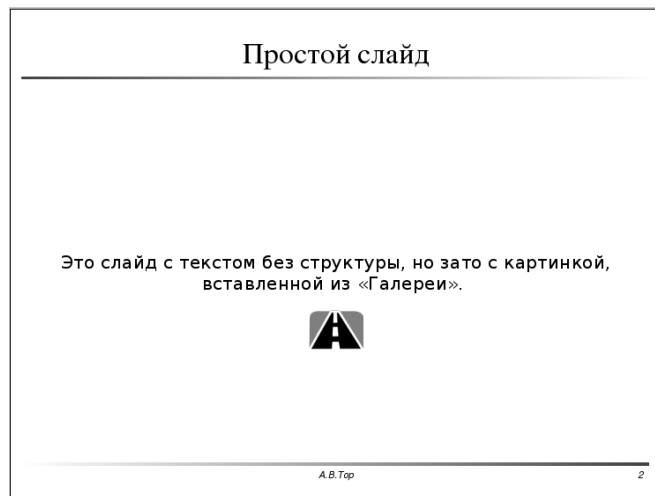 Простой слайд
Это слайд с текстом без структуры, но зато с картинкой,
вставленной из «Галереи».
А.В.Тор
2